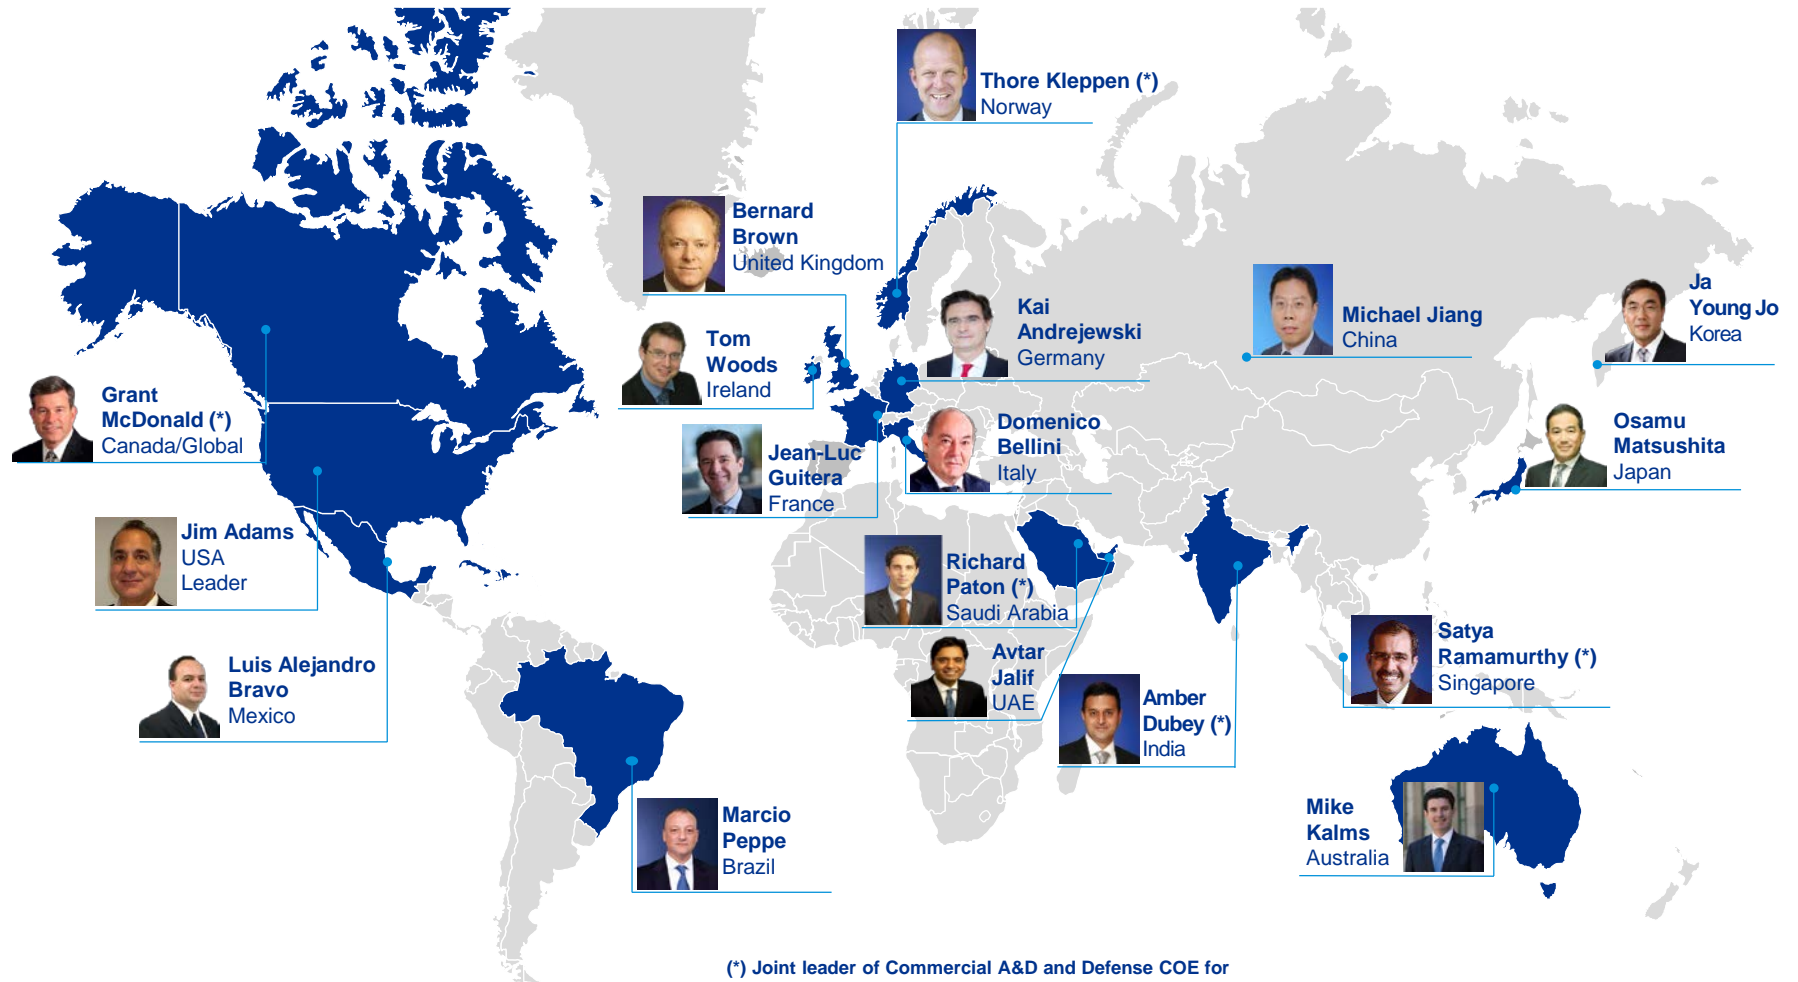 Thore Kleppen (*)
Norway
Bernard
Brown
United Kingdom
Kai
Andrejewski
Germany
Michael Jiang
China
Ja
Young Jo
Korea
Tom
Woods
Ireland
Grant
McDonald (*)
Canada/Global
Domenico
Bellini
Italy
Osamu
Matsushita
Japan
Jean-Luc
Guitera
France
Jim Adams
USA
Leader
Richard
Paton (*)
Saudi Arabia
Avtar
Jalif
UAE
Satya
Ramamurthy (*)
Singapore
Luis Alejandro
Bravo
Mexico
Amber
Dubey (*)
India
Marcio
Peppe
Brazil
Mike
Kalms
Australia
(*) Joint leader of Commercial A&D and Defense COE for